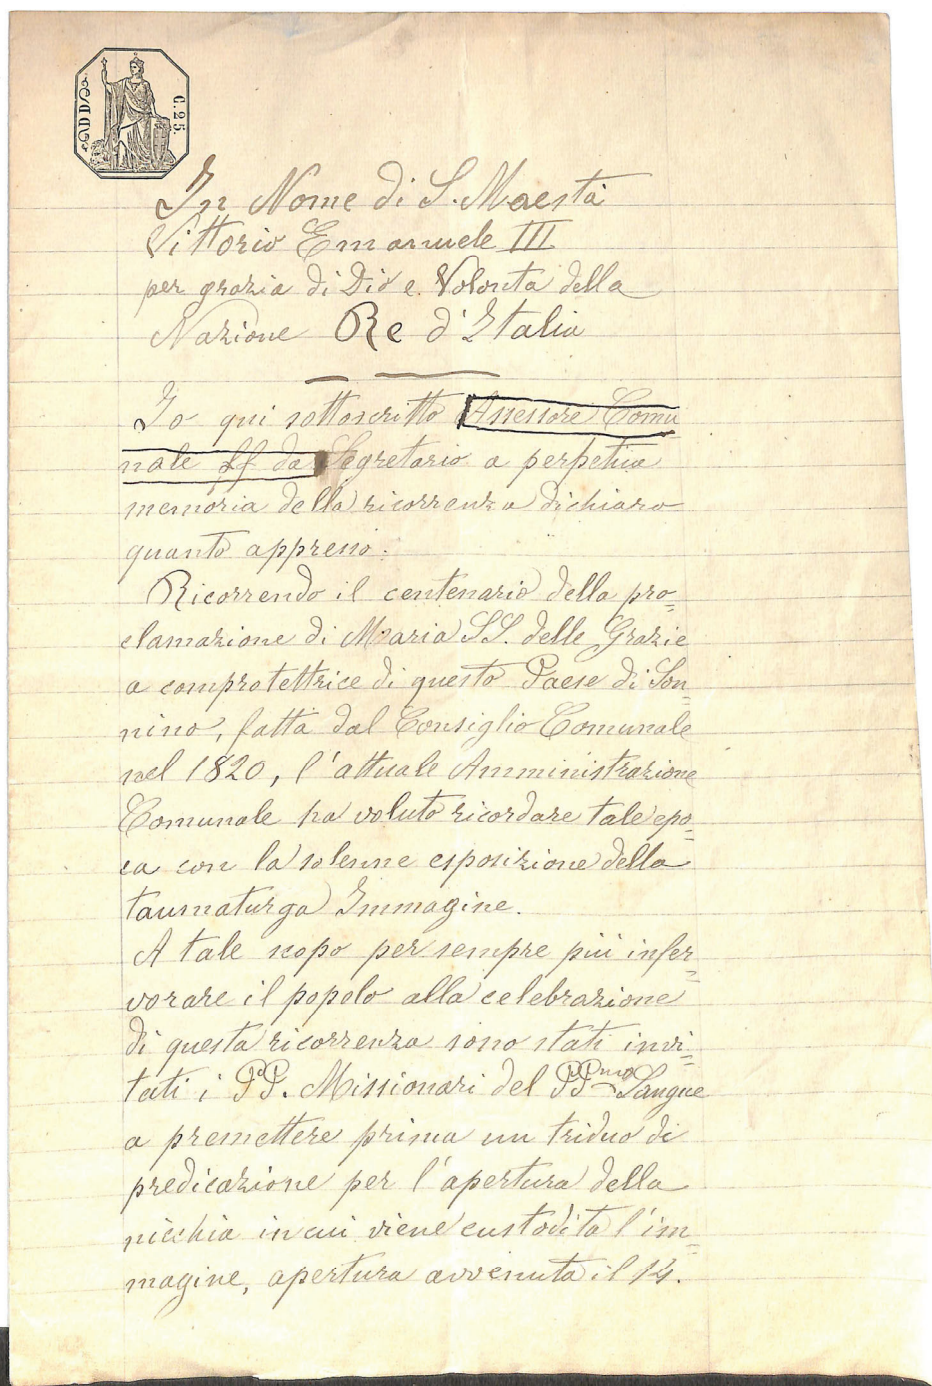 C. 25.
In Nome di S. Maestà
Vittorio Emanuele III
per grazia di Dio e Volontà della
Nazione Re d'Italia
Io qui sottoscritto Assessore Comu
nale ff da Segretario a perpetua
memoria della ricorrenza dichiaro
quanto appresso.
Ricorrendo il centenario della pro=
clamazione di Maria SS. delle Grazie
a comprotettrice di questo Paese di Son=
nino, fatta dal Consiglio Comunale
nel 1820, l'attuale Amministrazione
Comunale ha voluto ricordare tale epo=
ca con la solenne esposizione della
taumaturga Immagine.
A tale scopo per sempre più infer=
vorare il popolo alla celebrazione
di questa ricorrenza sono stati invi=
tati i PP. Missionari del PPmo Sangue
a premettere prima un triduo di
predicazione per l'apertura della
nicchia in cui viene custodita l'im=
magine, apertura avvenuta il 14.